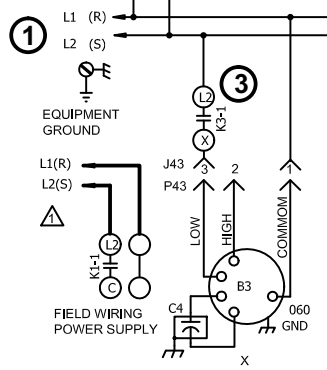 L1 (R)
1
L2 (S)
3
L2
K3-1
X
EQUIPMENT
GROUND
J43 3 2 1
P43
L1(R)
L2(S)
1
LOW
HIGH
COMMOM
L2
K1-1
C
B3
C4
060
GND
FIELD WIRING
POWER SUPPLY
X